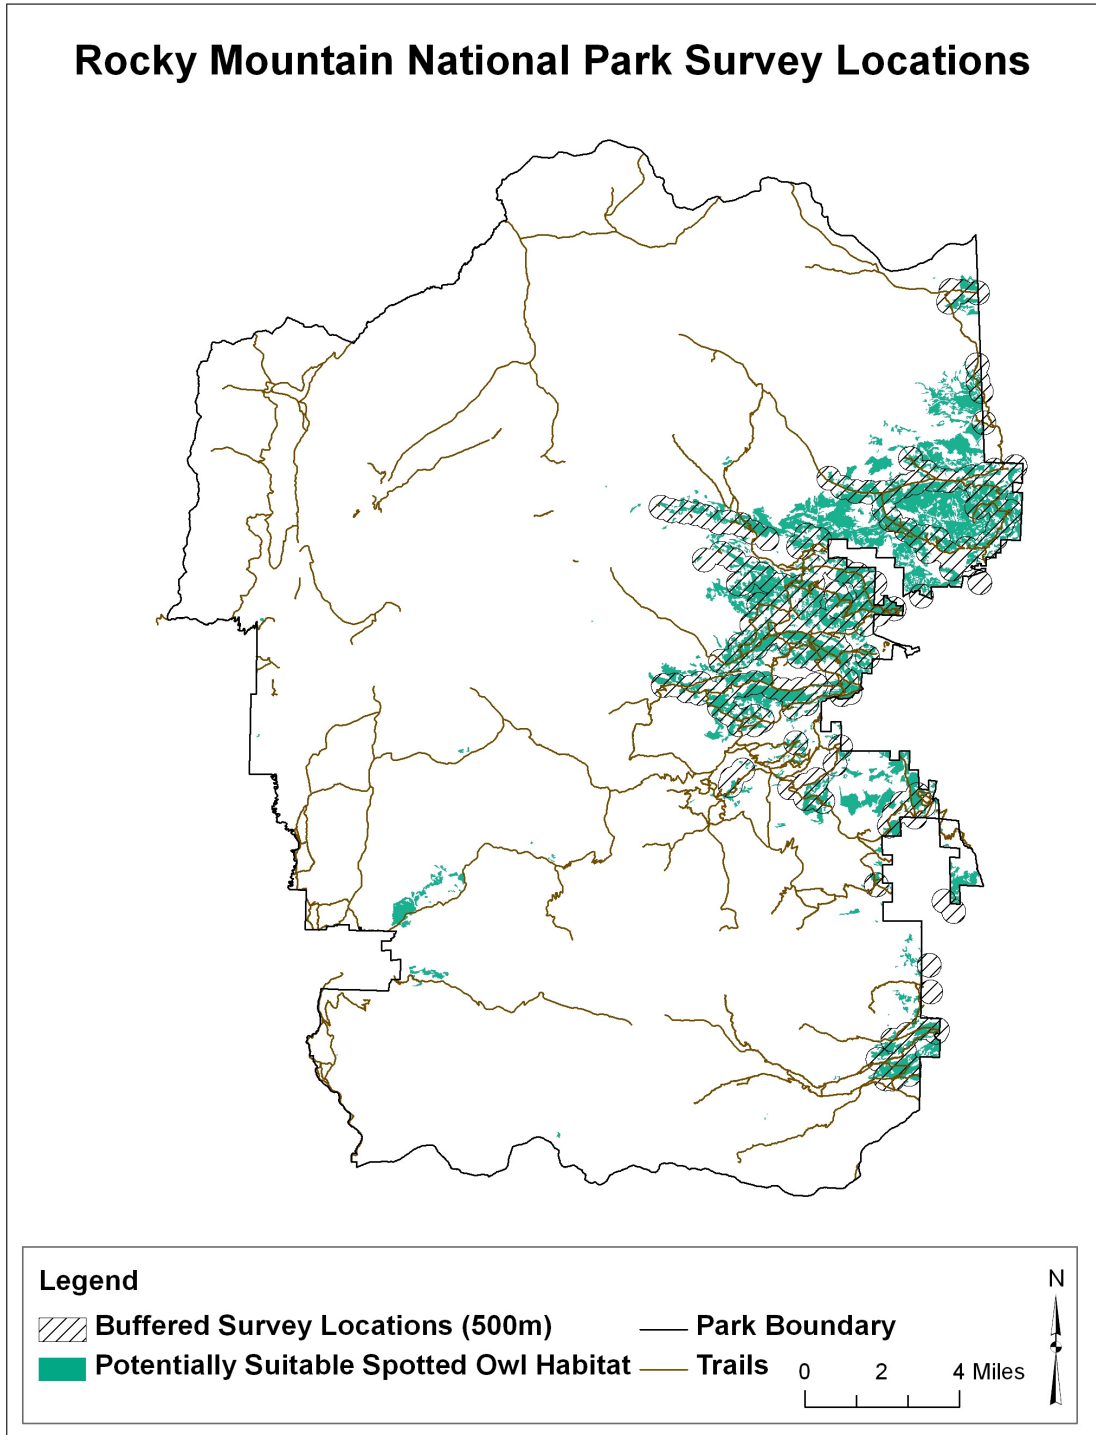 Rocky Mountain National Park Survey Locations
Legend
Buffered Survey Locations (500m)
Potentially Suitable Spotted Owl Habitat
Park Boundary
Trails
0 2 4 Miles
N